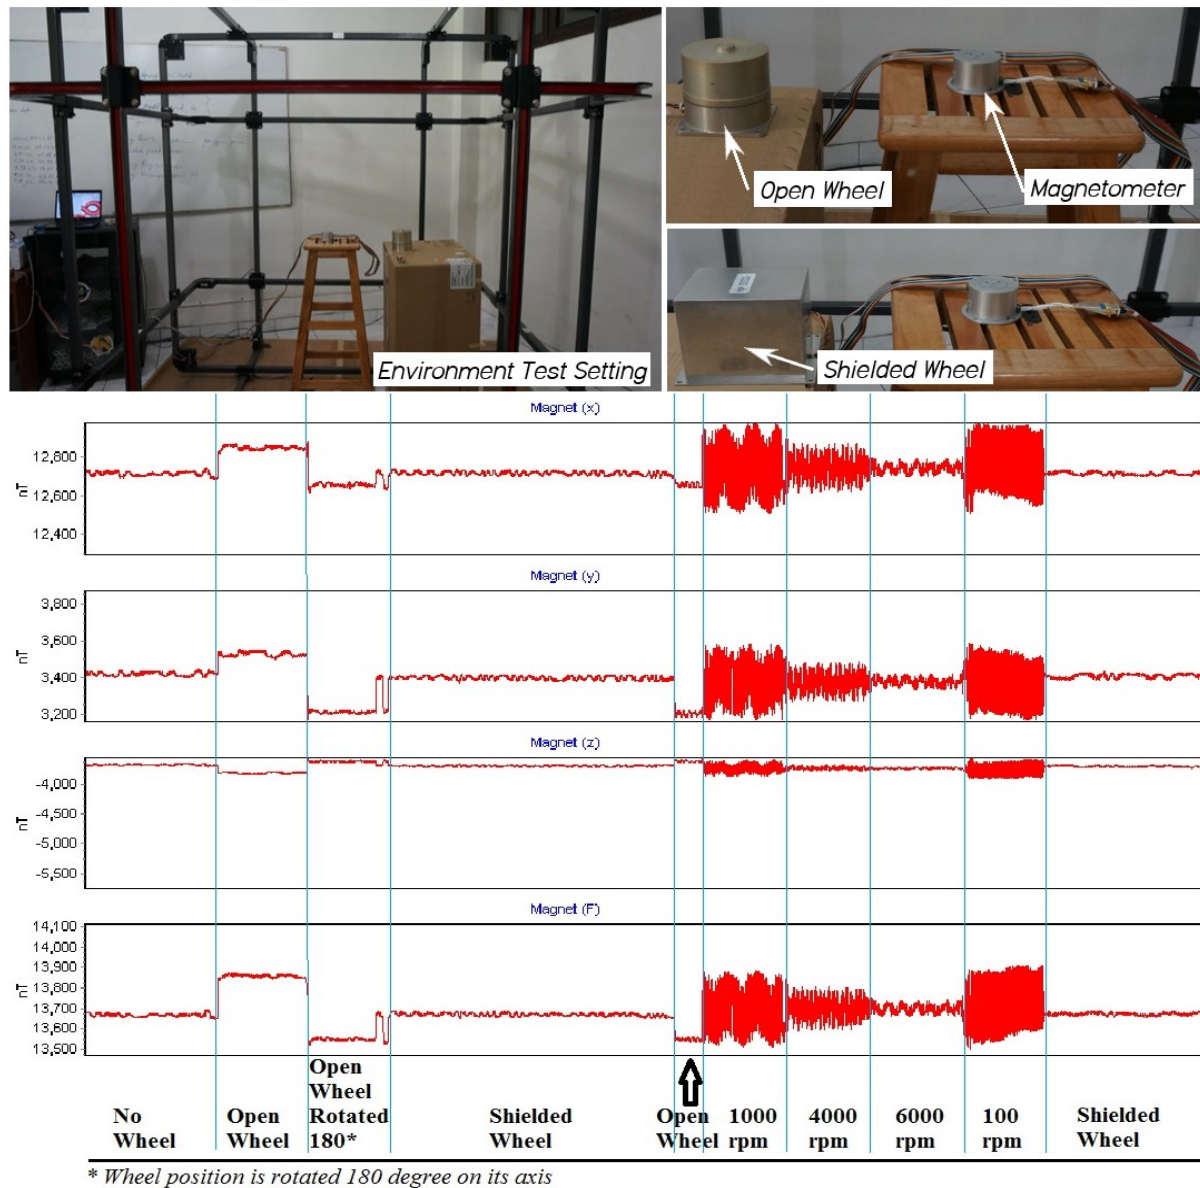 Environment Test Setting
Open Wheel
Magnetometer
Shielded Wheel
Magnet (x)
12,800
12,600
12,400
nT
Magnet (y)
3,800
3,600
3,400
3,200
nT
Magnet (z)
-4,000
-4,500
-5,000
-5,500
nT
Magnet (F)
14,100
14,000
13,900
13,800
13,700
13,600
13,500
nT
No
Wheel
Open
Wheel
Open
Wheel
Rotated
180*
Shielded
Wheel
Open
Wheel
1000
rpm
4000
rpm
6000
rpm
100
rpm
Shielded
Wheel
* Wheel position is rotated 180 degree on its axis